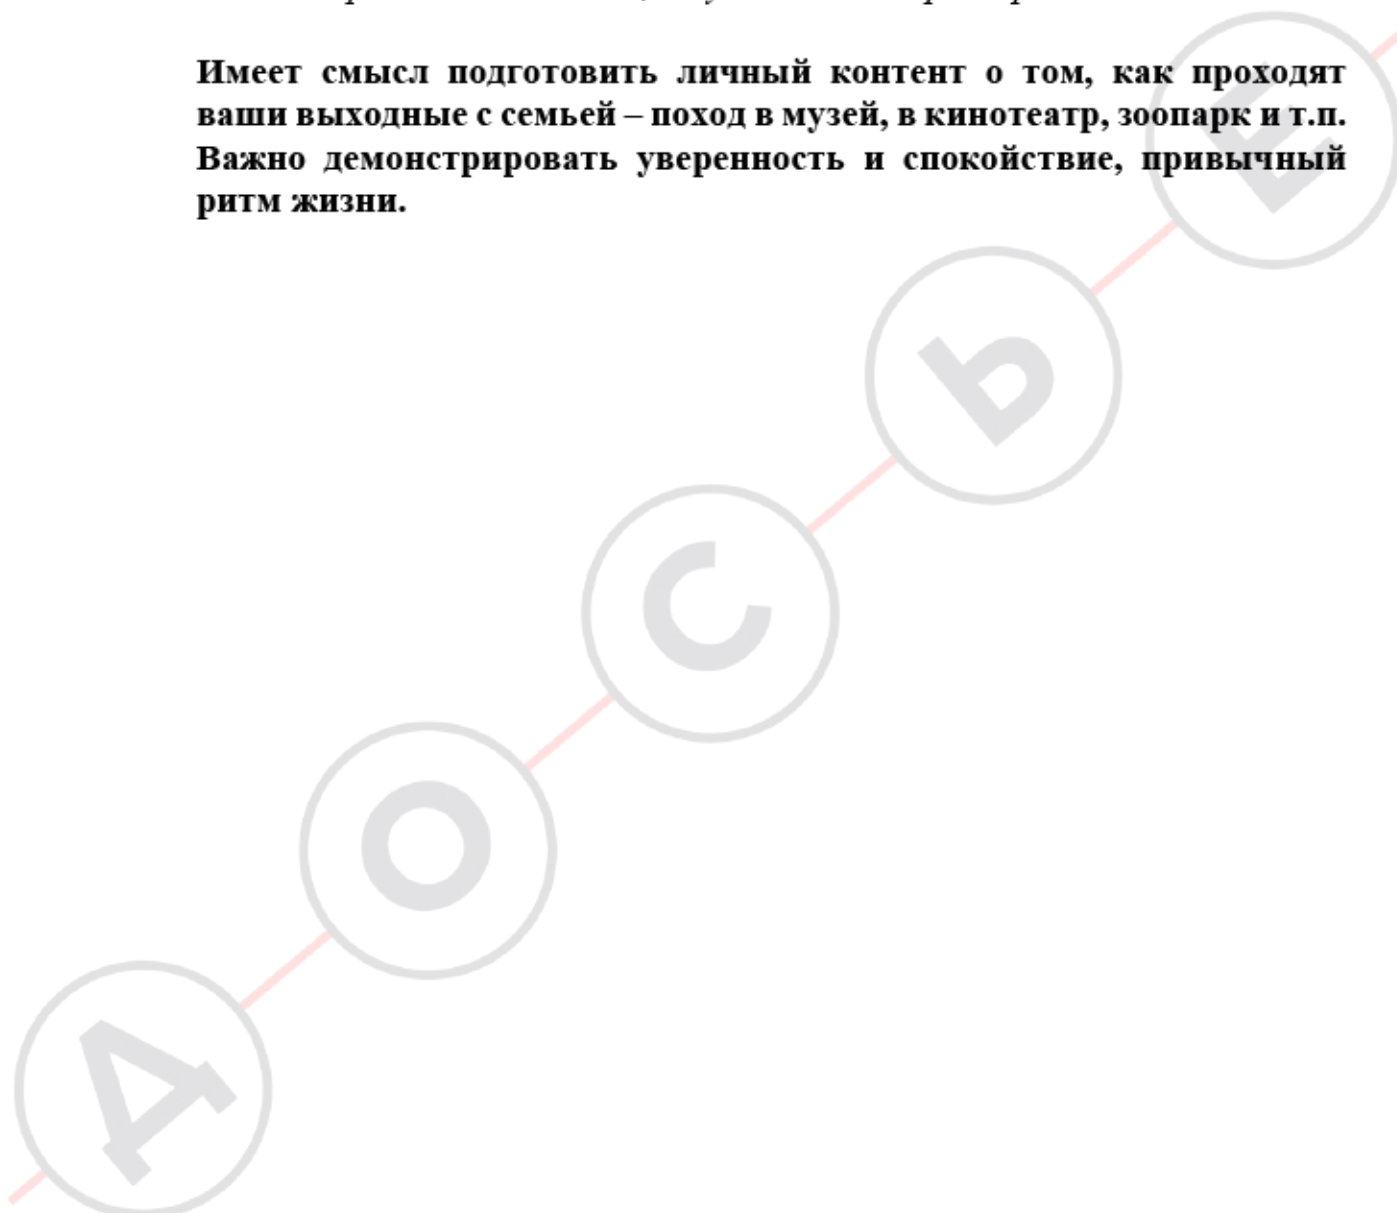 Имеет смысл подготовить личный контент о том, как проходят
ваши выходные с семьей – поход в музей, в кинотеатр, зоопарк и т.п.
Важно демонстрировать уверенность и спокойствие, привычный
ритм жизни.
ДОСЬЕ